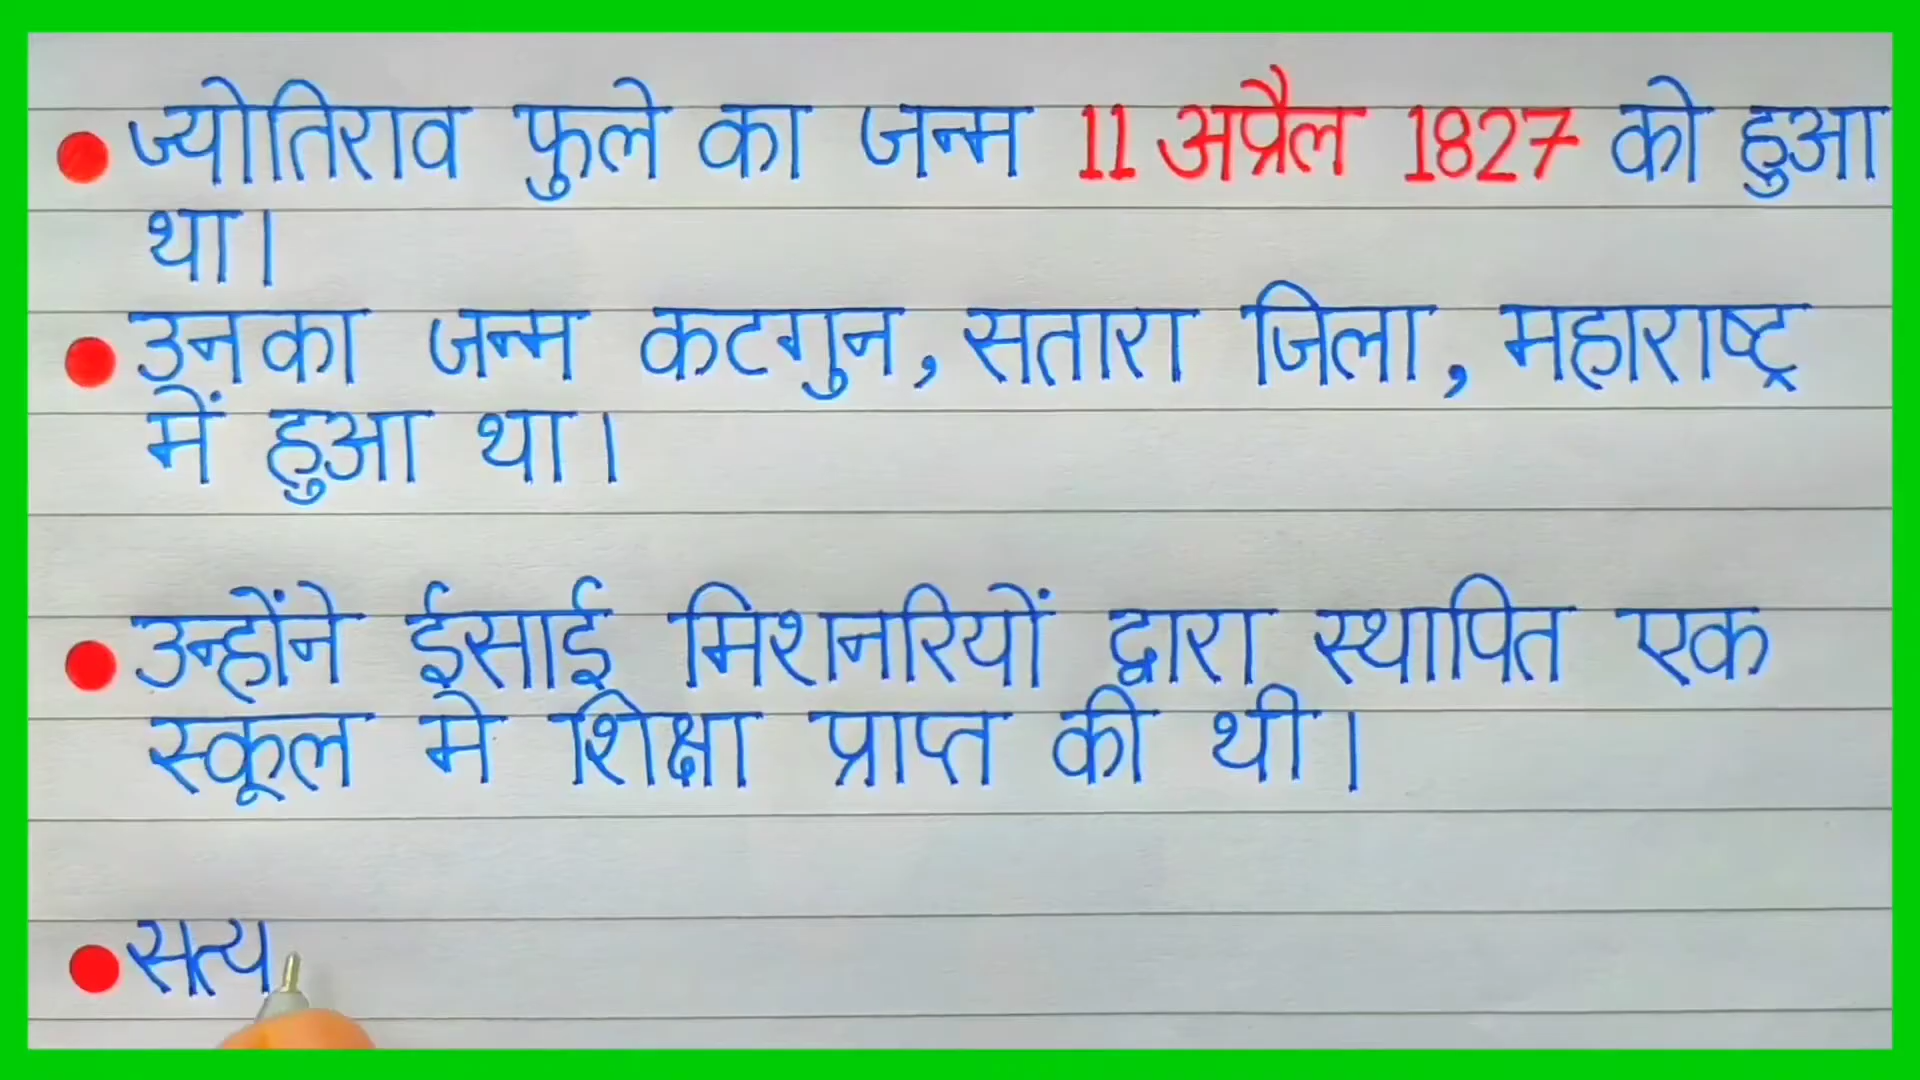 ज्योतिराव फुले का जन्म 11 अप्रैल 1827 को हुआ
था।
उनका जन्म कटगुन, सतारा जिला, महाराष्ट्र
में हुआ था।
उन्होंने ईसाई मिशनरियों द्वारा स्थापित एक
स्कूल मे शिक्षा प्राप्त की थी।
सत्य